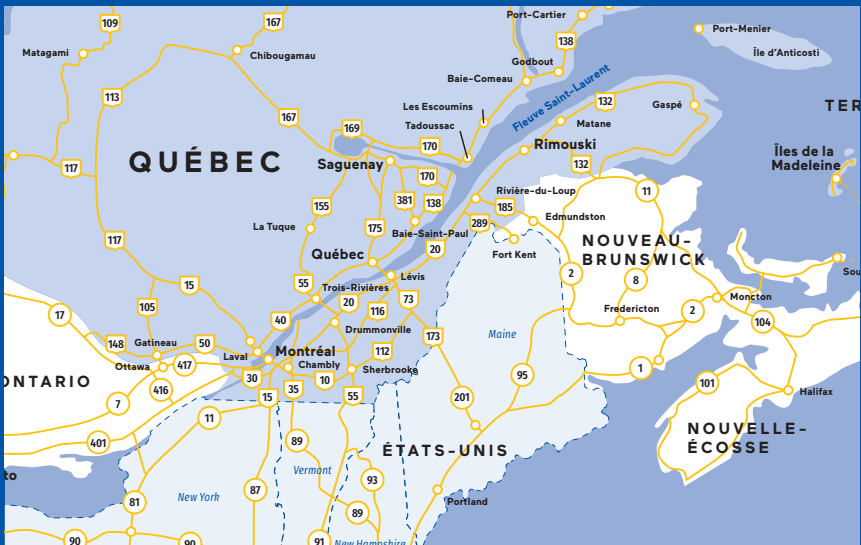 109
167
Port-Cartier
Port-Menier
Matagami
Chibougamau
138
Île d'Anticosti
Godbout
Baie-Comeau
113
Les Escoumins
Fleuve Saint-Laurent
132
Gaspé
TER
167
169
Tadoussac
Matane
170
Rimouski
Îles de la
Madeleine
117
QUÉBEC
Saguenay
132
170
Rivière-du-Loup
11
155
381
138
185
Edmundston
La Tuque
175
Baie-Saint-Paul
289
117
Québec
20
Fort Kent
NOUVEAU-
BRUNSWICK
Lévis
2
8
Sou
15
55
Trois-Rivières
105
20
73
Moncton
17
40
116
Fredericton
2
104
Drummonville
148
Gatineau
50
Laval
Montréal
173
Maine
112
Ottawa
417
Chambly
Sherbrooke
1
ONTARIO
30
10
95
101
416
35
15
55
201
Halifax
7
11
NOUVELLE-
ÉCOSSE
401
89
ÉTATS-UNIS
to
Vermont
93
New York
87
81
Portland
89
90
90
91
New Hampshire